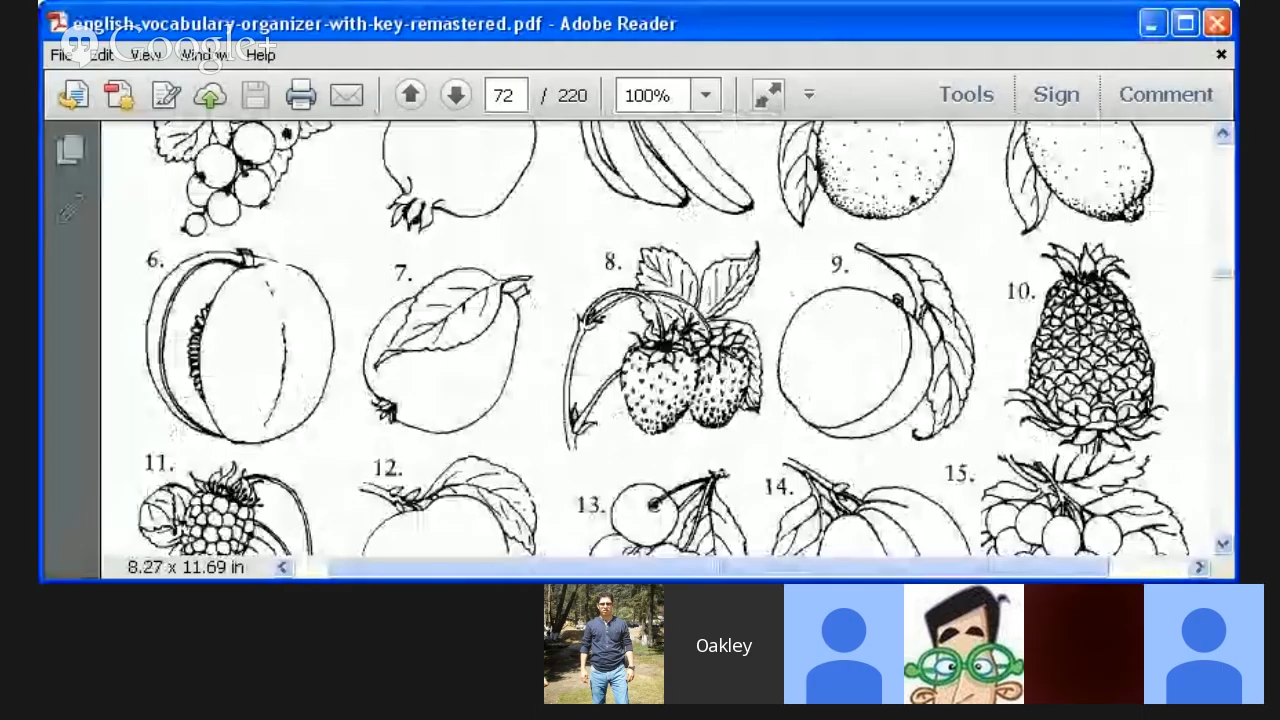 english-vocabulary-organizer-with-key-remastered.pdf - Adobe Reader
Google+
File Edit View Window Help
72 / 220 100% Tools Sign Comment
6. 7. 8. 9. 10.
11. 12. 13. 14. 15.
8.27 x 11.69 in
Oakley